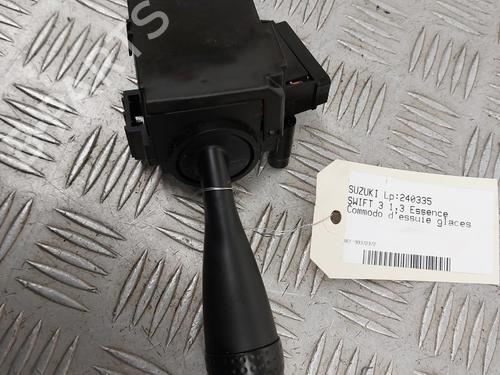 SUZUKI Lp:240335
SWIFT 3 1,3 Essence
Commodo d'essuie glaces